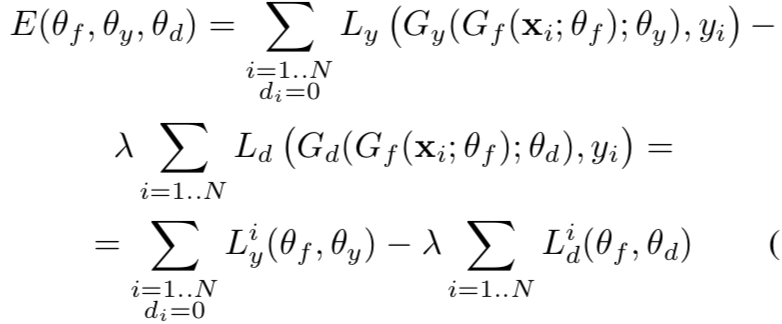 E(θ_f, θ_y, θ_d) = ∑_{i=1..N, d_i=0} L_y (G_y(G_f(𝐱_i; θ_f); θ_y), y_i) −
λ ∑_{i=1..N} L_d (G_d(G_f(𝐱_i; θ_f); θ_d), y_i) =
= ∑_{i=1..N, d_i=0} L_y^i(θ_f, θ_y) − λ ∑_{i=1..N} L_d^i(θ_f, θ_d) (